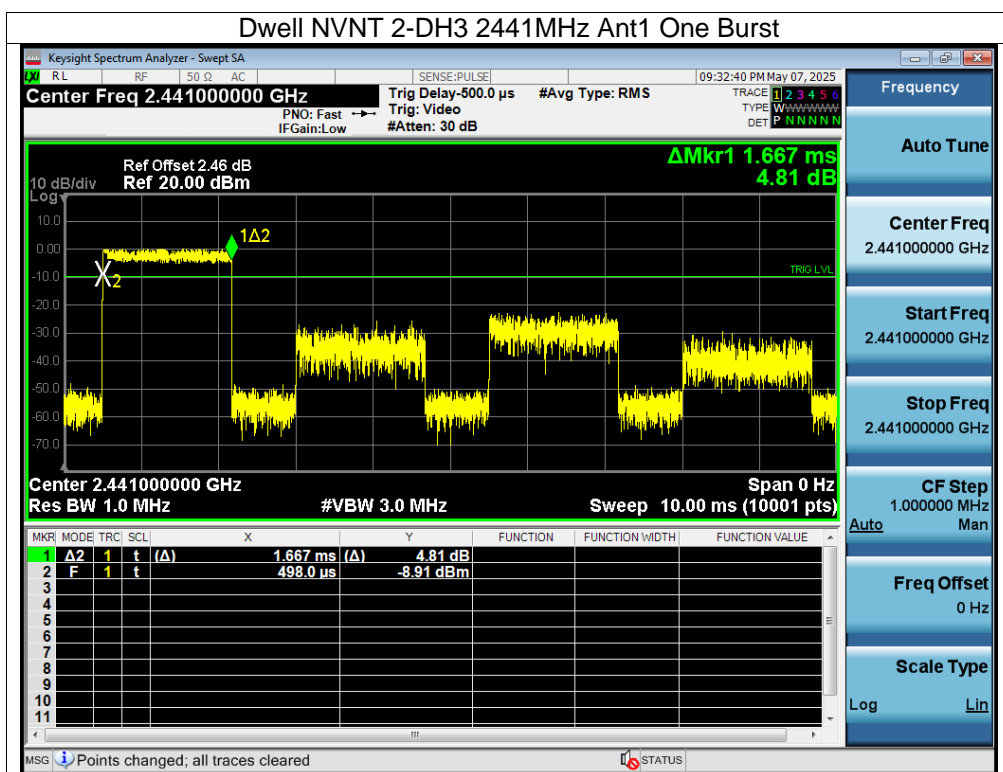 Dwell NVNT 2-DH3 2441MHz Ant1 One Burst
Keysight Spectrum Analyzer - Swept SA
LXI RL RF 50 Ω AC SENSE:PULSE 09:32:40 PM May 07, 2025
Center Freq 2.441000000 GHz
PNO: Fast
IFGain:Low
Trig Delay-500.0 µs
Trig: Video
#Atten: 30 dB
#Avg Type: RMS
TRACE 1 2 3 4 5 6
TYPE WWWWWWW
DET P N N N N N
ΔMkr1 1.667 ms
4.81 dB
Ref Offset 2.46 dB
10 dB/div Ref 20.00 dBm
Log
10.0
0.00
-10.0
-20.0
-30.0
-40.0
-50.0
-60.0
-70.0
1Δ2
X2
TRIG LVL
Center 2.441000000 GHz Span 0 Hz
Res BW 1.0 MHz #VBW 3.0 MHz Sweep 10.00 ms (10001 pts)
MKR MODE TRC SCL X Y FUNCTION FUNCTION WIDTH FUNCTION VALUE
1 Δ2 1 t (Δ) 1.667 ms (Δ) 4.81 dB
2 F 1 t 498.0 µs -8.91 dBm
3
4
5
6
7
8
9
10
11
MSG Points changed; all traces cleared STATUS
Frequency
Auto Tune
Center Freq
2.441000000 GHz
Start Freq
2.441000000 GHz
Stop Freq
2.441000000 GHz
CF Step
1.000000 MHz
Auto Man
Freq Offset
0 Hz
Scale Type
Log Lin